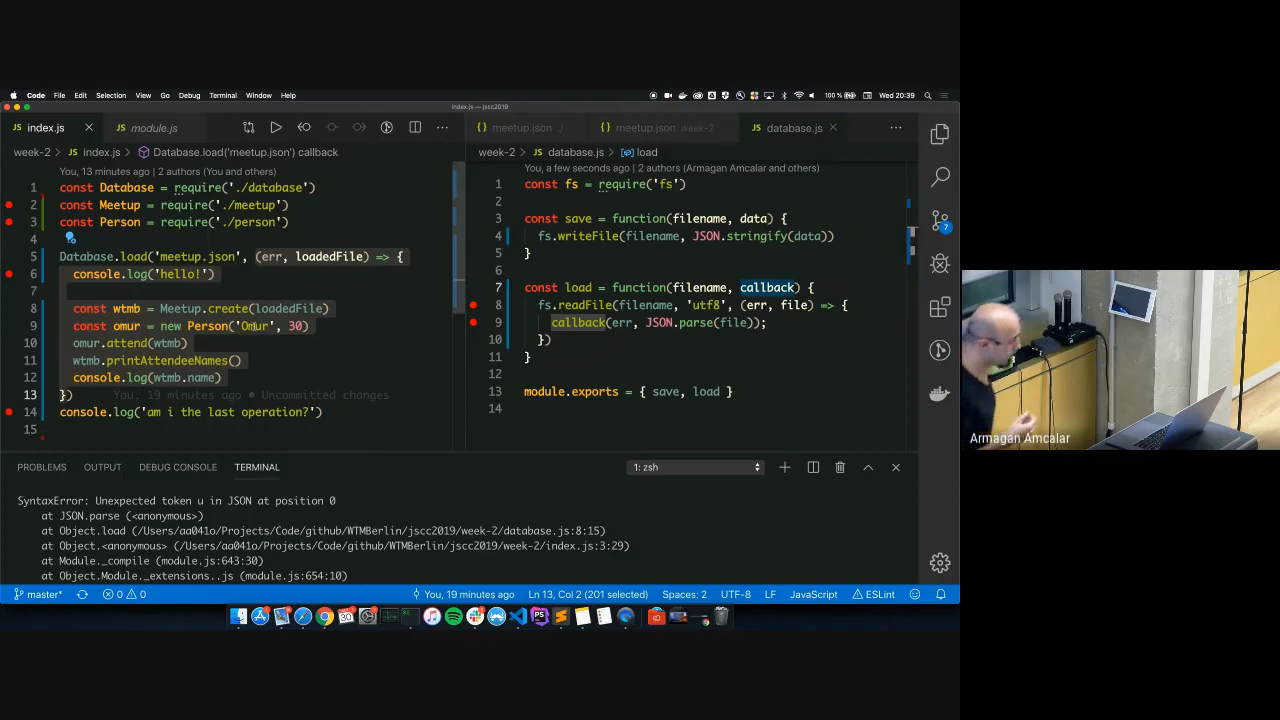 Code File Edit Selection View Go Debug Terminal Window Help
100 % Wed 20:39
index.js — jscc2019
index.js module.js
meetup.json ./ meetup.json week-2 database.js
week-2 > index.js > Database.load('meetup.json') callback
week-2 > database.js > load
You, 13 minutes ago | 2 authors (You and others)
1 const Database = require('./database')
2 const Meetup = require('./meetup')
3 const Person = require('./person')
4
5 Database.load('meetup.json', (err, loadedFile) => {
6 console.log('hello!')
7
8 const wtmb = Meetup.create(loadedFile)
9 const omur = new Person('Omur', 30)
10 omur.attend(wtmb)
11 wtmb.printAttendeeNames()
12 console.log(wtmb.name)
13 }) You, 19 minutes ago • Uncommitted changes
14 console.log('am i the last operation?')
15
You, a few seconds ago | 2 authors (Armagan Amcalar and others)
1 const fs = require('fs')
2
3 const save = function(filename, data) {
4 fs.writeFile(filename, JSON.stringify(data))
5 }
6
7 const load = function(filename, callback) {
8 fs.readFile(filename, 'utf8', (err, file) => {
9 callback(err, JSON.parse(file));
10 })
11 }
12
13 module.exports = { save, load }
14
7
PROBLEMS OUTPUT DEBUG CONSOLE TERMINAL
1: zsh
SyntaxError: Unexpected token u in JSON at position 0
at JSON.parse (<anonymous>)
at Object.load (/Users/aa041o/Projects/Code/github/WTMBerlin/jscc2019/week-2/database.js:8:15)
at Object.<anonymous> (/Users/aa041o/Projects/Code/github/WTMBerlin/jscc2019/week-2/index.js:3:29)
at Module._compile (module.js:643:30)
at Object.Module._extensions..js (module.js:654:10)
master* 0 0 You, 19 minutes ago Ln 13, Col 2 (201 selected) Spaces: 2 UTF-8 LF JavaScript ESLint
Armagan Amcalar